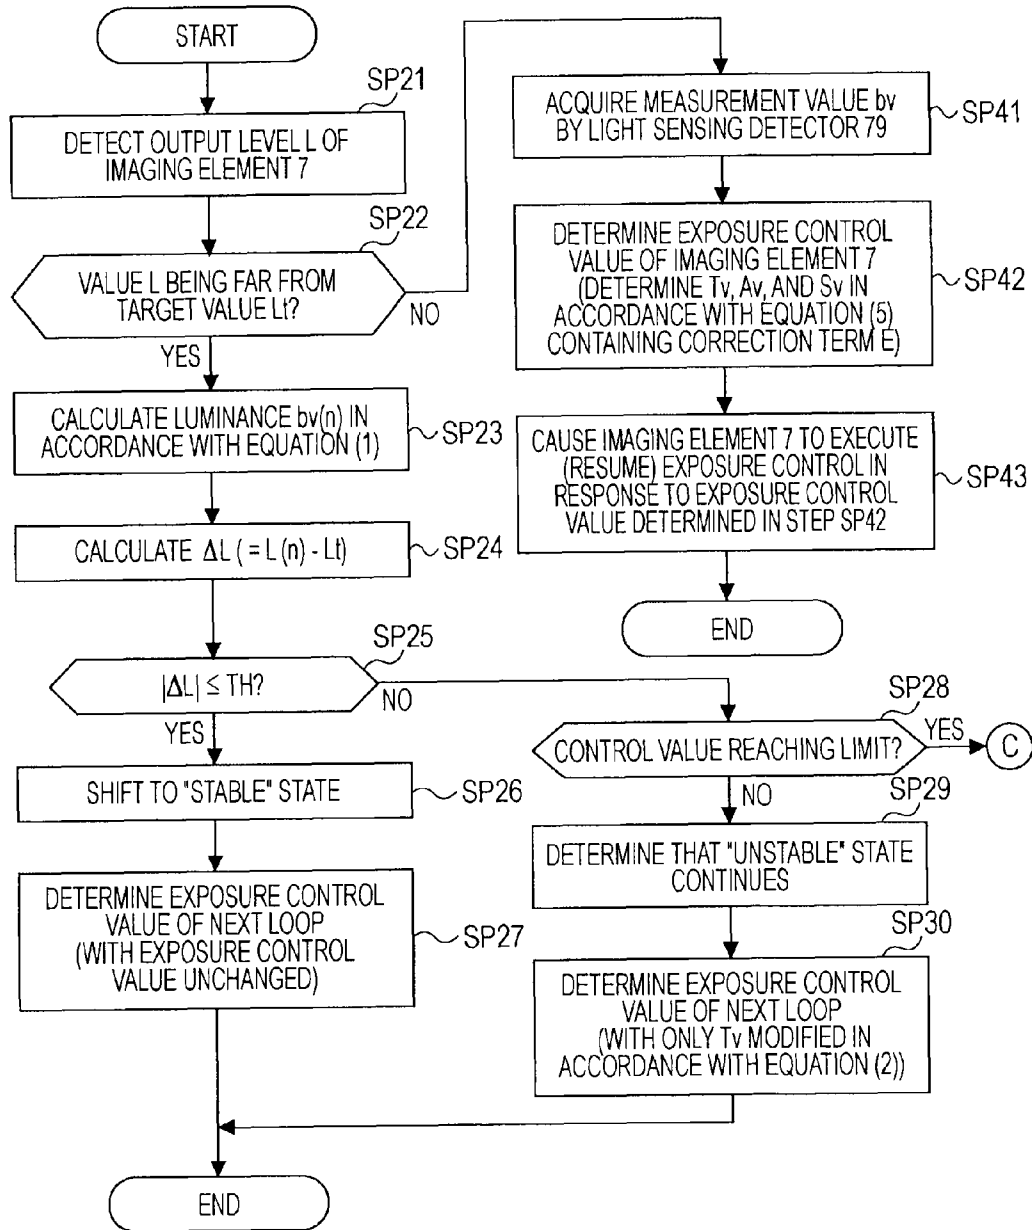 START
SP21
DETECT OUTPUT LEVEL L OF
IMAGING ELEMENT 7
SP22
VALUE L BEING FAR FROM
TARGET VALUE Lt?
NO
YES
CALCULATE LUMINANCE bv(n) IN
ACCORDANCE WITH EQUATION (1)
SP23
CALCULATE ΔL ( = L (n) - Lt)
SP24
SP25
|ΔL| ≤ TH?
NO
YES
SHIFT TO "STABLE" STATE
SP26
DETERMINE EXPOSURE CONTROL
VALUE OF NEXT LOOP
(WITH EXPOSURE CONTROL
VALUE UNCHANGED)
SP27
END
ACQUIRE MEASUREMENT VALUE bv
BY LIGHT SENSING DETECTOR 79
SP41
DETERMINE EXPOSURE CONTROL
VALUE OF IMAGING ELEMENT 7
(DETERMINE Tv, Av, AND Sv IN
ACCORDANCE WITH EQUATION (5)
CONTAINING CORRECTION TERM E)
SP42
CAUSE IMAGING ELEMENT 7 TO EXECUTE
(RESUME) EXPOSURE CONTROL IN
RESPONSE TO EXPOSURE CONTROL
VALUE DETERMINED IN STEP SP42
SP43
END
SP28
CONTROL VALUE REACHING LIMIT?
YES
C
NO
SP29
DETERMINE THAT "UNSTABLE" STATE
CONTINUES
SP30
DETERMINE EXPOSURE CONTROL
VALUE OF NEXT LOOP
(WITH ONLY Tv MODIFIED IN
ACCORDANCE WITH EQUATION (2))